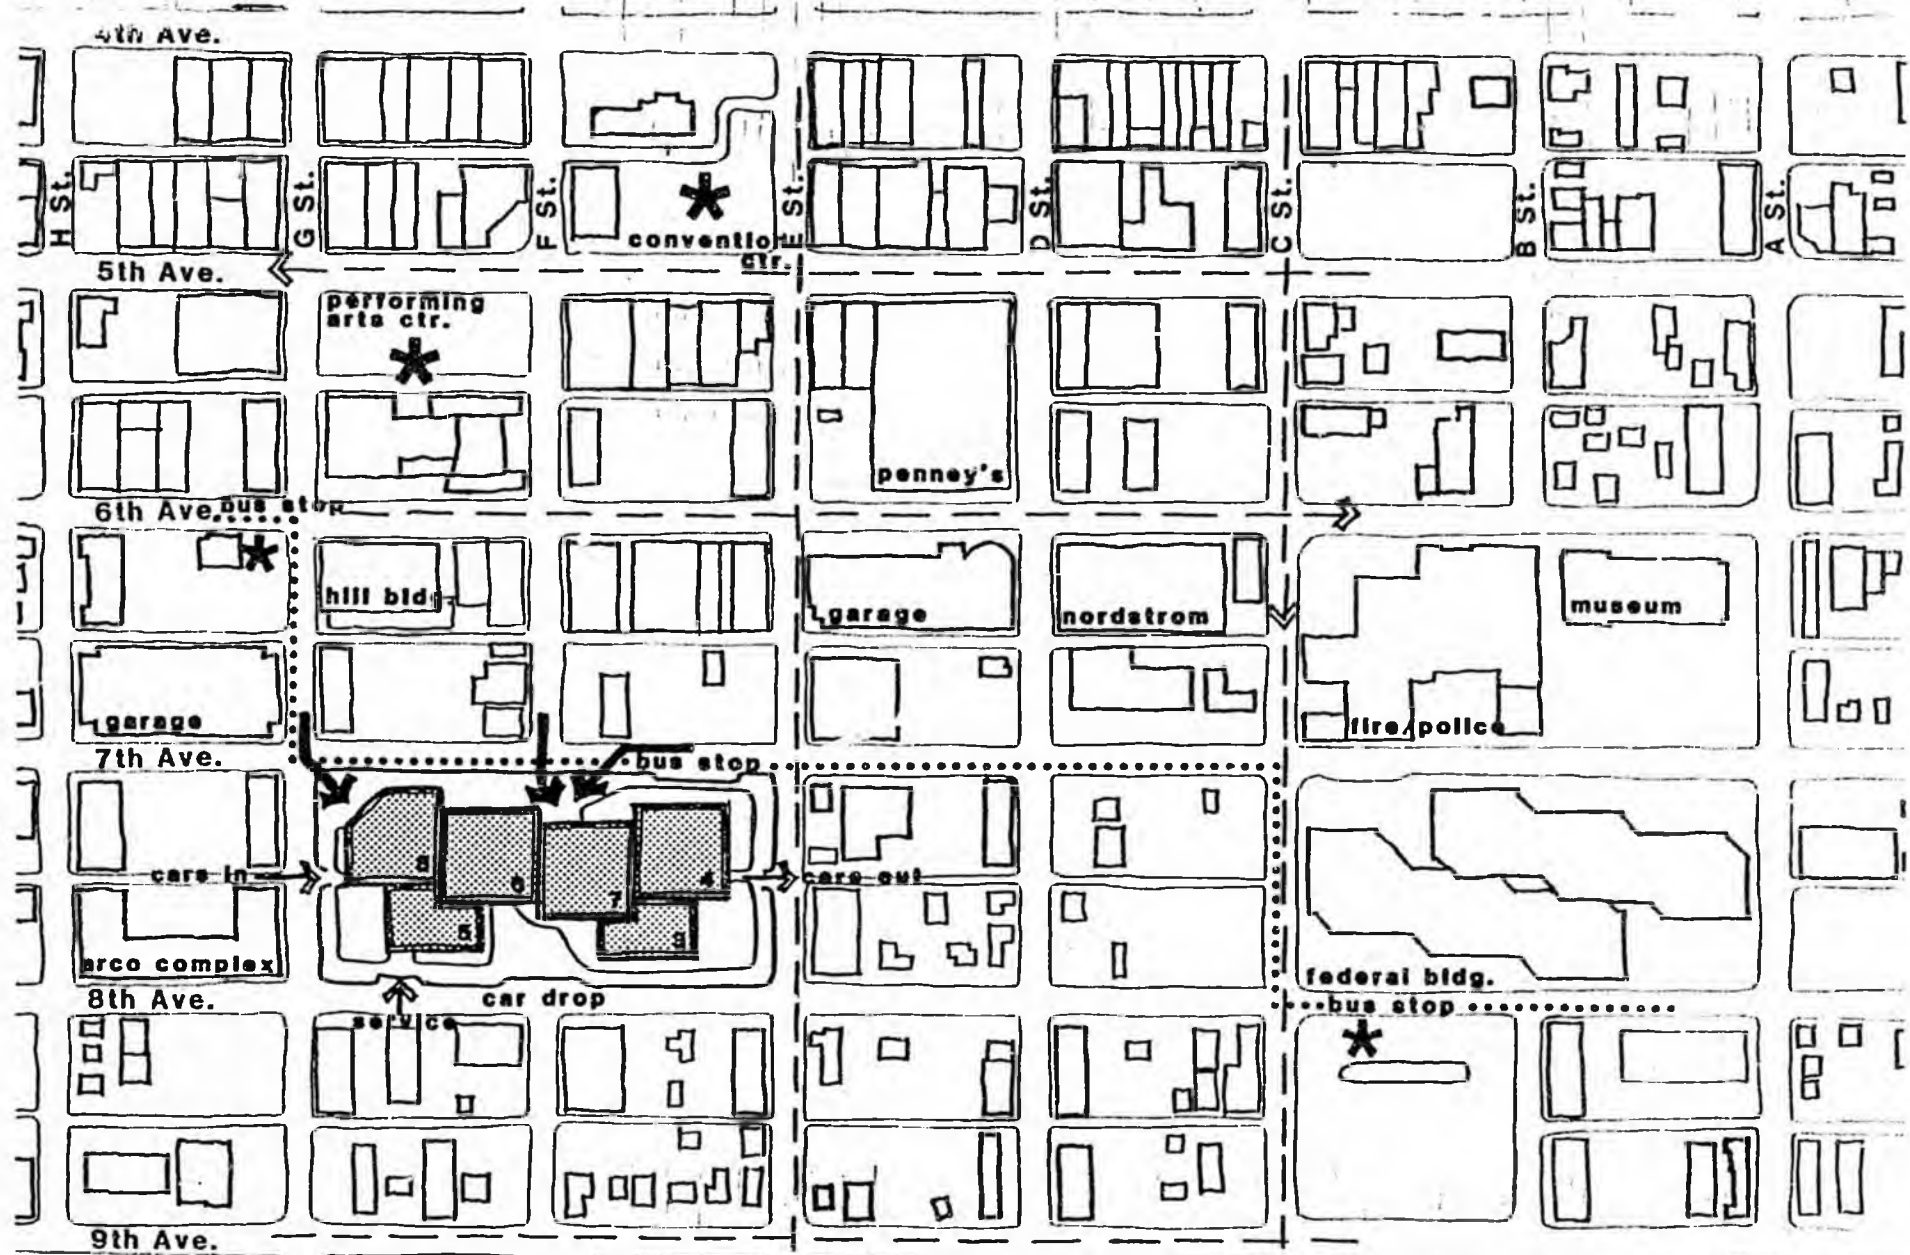 4th Ave.
H St.
G St.
F St.
E St.
D St.
C St.
B St.
A St.
convention
ctr.
5th Ave.
performing
arts ctr.
penney's
6th Ave.
bus stop
hill bldg
garage
nordstrom
museum
garage
fire/police
7th Ave.
bus stop
cars in
8
6
7
4
cars out
5
arco complex
federal bldg.
8th Ave.
car drop
bus stop
service
9th Ave.